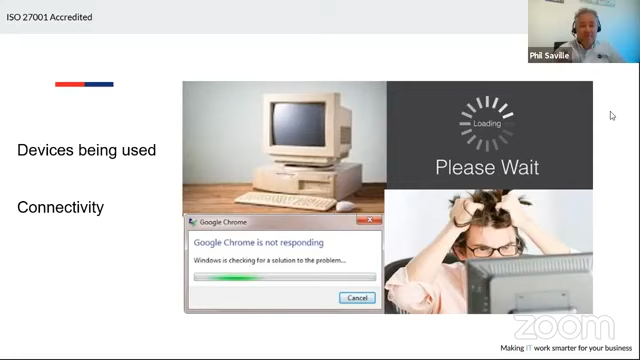 ISO 27001 Accredited
Phil Saville
Devices being used
Connectivity
Loading
Please Wait
Google Chrome
Google Chrome is not responding
Windows is checking for a solution to the problem...
Cancel
zoom
Making IT work smarter for your business